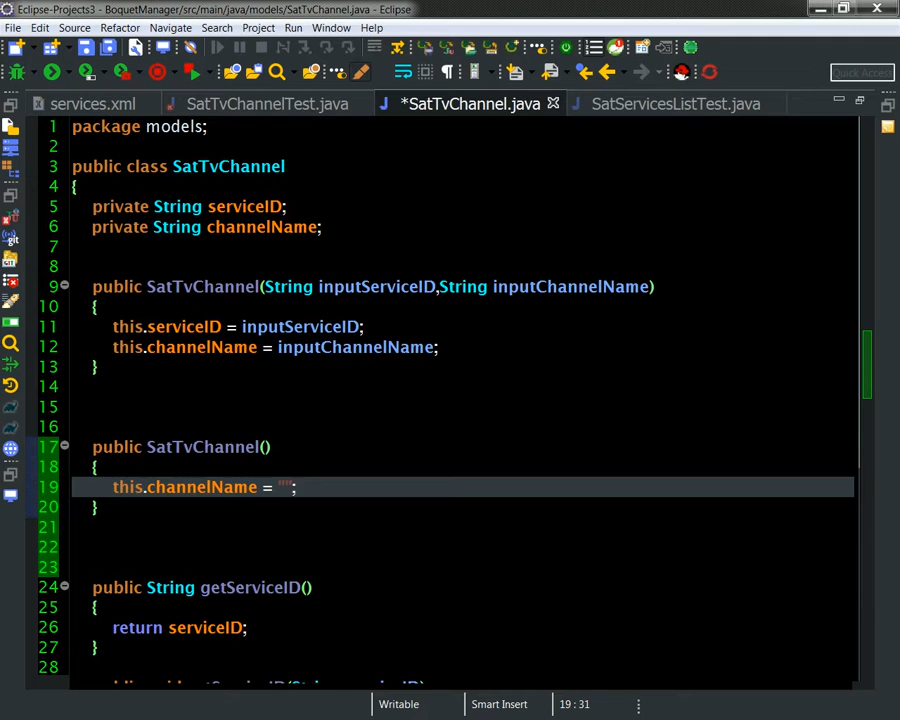 Eclipse-Projects3 - BoquetManager/src/main/java/models/SatTvChannel.java - Eclipse
File Edit Source Refactor Navigate Search Project Run Window Help
Quick Access
services.xml SatTvChannelTest.java *SatTvChannel.java SatServicesListTest.java
1 package models;
2
3 public class SatTvChannel
4 {
5 private String serviceID;
6 private String channelName;
7
8
9 public SatTvChannel(String inputServiceID,String inputChannelName)
10 {
11 this.serviceID = inputServiceID;
12 this.channelName = inputChannelName;
13 }
14
15
16
17 public SatTvChannel()
18 {
19 this.channelName = "";
20 }
21
22
23
24 public String getServiceID()
25 {
26 return serviceID;
27 }
28
Writable Smart Insert 19 : 31